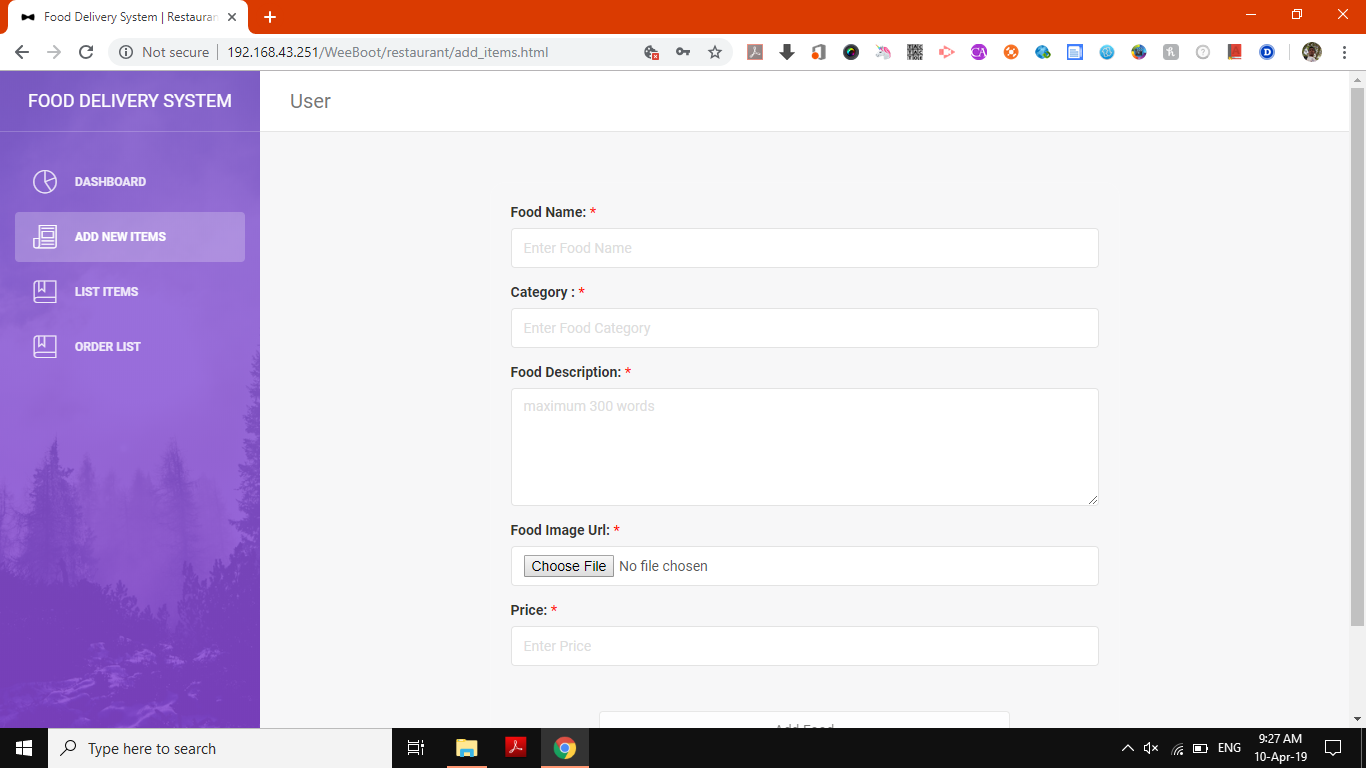 Food Delivery System | Restauran
Not secure
192.168.43.251/WeeBoot/restaurant/add_items.html
CA
D
FOOD DELIVERY SYSTEM
User
DASHBOARD
ADD NEW ITEMS
LIST ITEMS
ORDER LIST
Food Name: *
Enter Food Name
Category : *
Enter Food Category
Food Description: *
maximum 300 words
Food Image Url: *
Choose File No file chosen
Price: *
Enter Price
Add Food
Type here to search
ENG
9:27 AM
10-Apr-19